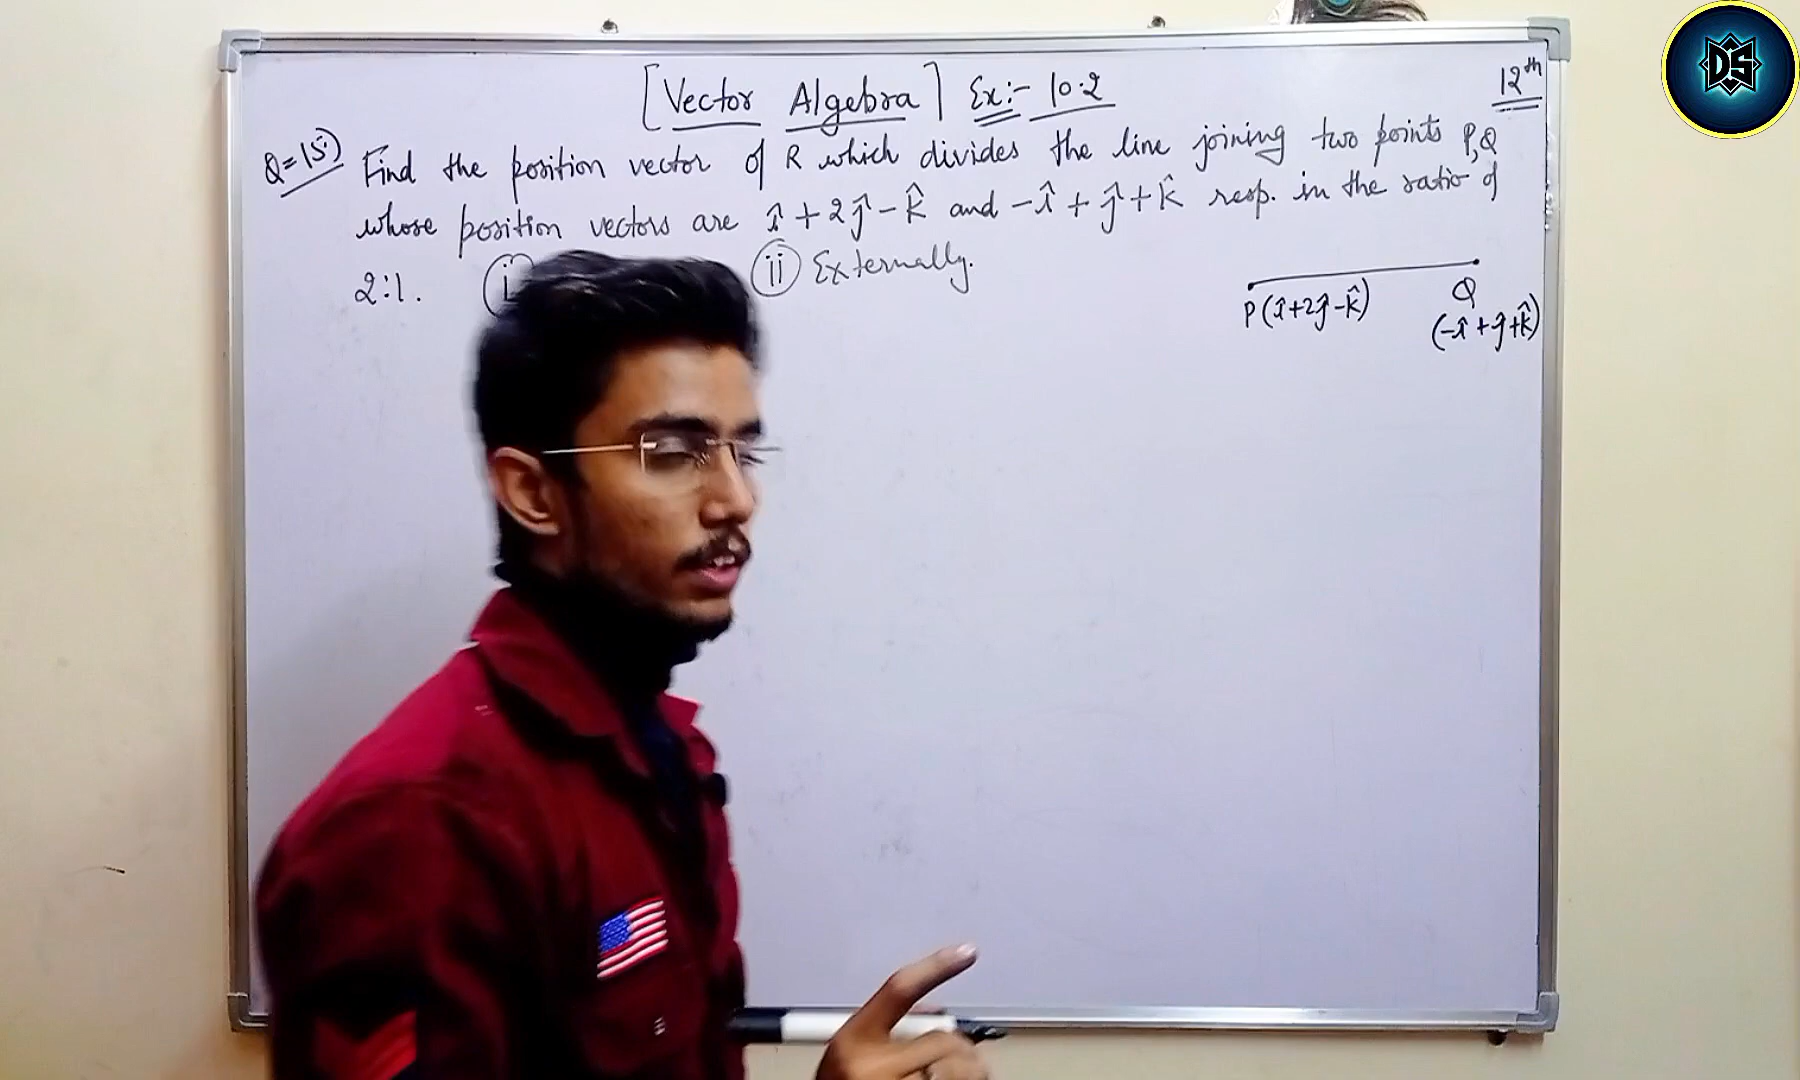 [Vector Algebra] Ex:- 10.2
12th
Q=15) Find the position vector of R which divides the line joining two points P,Q
whose position vectors are î + 2ĵ - k̂ and -î + ĵ + k̂ resp. in the ratio of
2:1. (i) (ii) Externally.
P(î+2ĵ-k̂) Q
(-î+ĵ+k̂)
DS